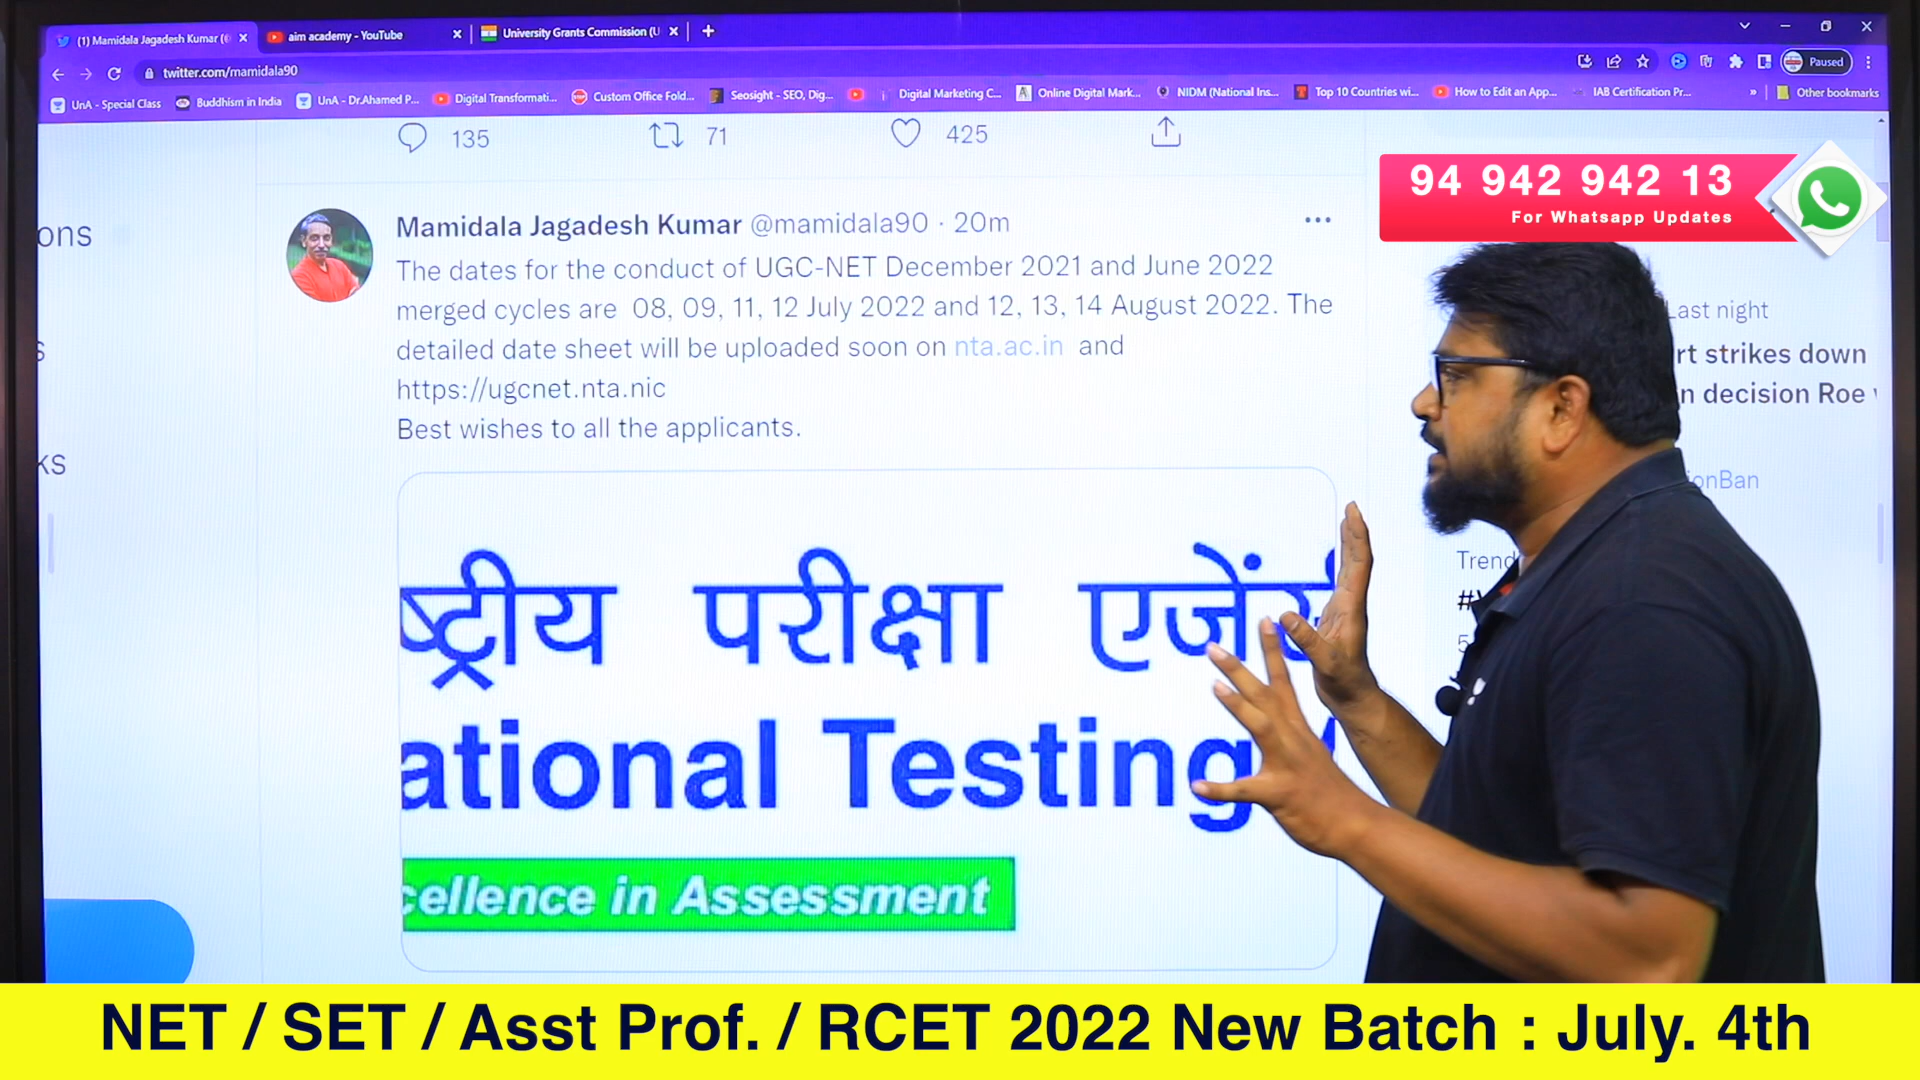 (1) Mamidala Jagadesh Kumar (
aim academy - YouTube
University Grants Commission (U
twitter.com/mamidala90
Paused
UnA - Special Class
Buddhism in India
UnA - Dr.Ahamed P...
Digital Transformati...
Custom Office Fold...
Seosight - SEO, Dig...
Digital Marketing C...
Online Digital Mark...
NIDM (National Ins...
Top 10 Countries wi...
How to Edit an App...
IAB Certification Pr...
»
Other bookmarks
135 71 425
94 942 942 13
For Whatsapp Updates
ons
Mamidala Jagadesh Kumar @mamidala90 · 20m
The dates for the conduct of UGC-NET December 2021 and June 2022
merged cycles are 08, 09, 11, 12 July 2022 and 12, 13, 14 August 2022. The
detailed date sheet will be uploaded soon on nta.ac.in and
https://ugcnet.nta.nic
Best wishes to all the applicants.
Last night
rt strikes down
n decision Roe
ionBan
Trend
ks
ष्ट्रीय परीक्षा एजें
ational Testing
cellence in Assessment
NET / SET / Asst Prof. / RCET 2022 New Batch : July. 4th